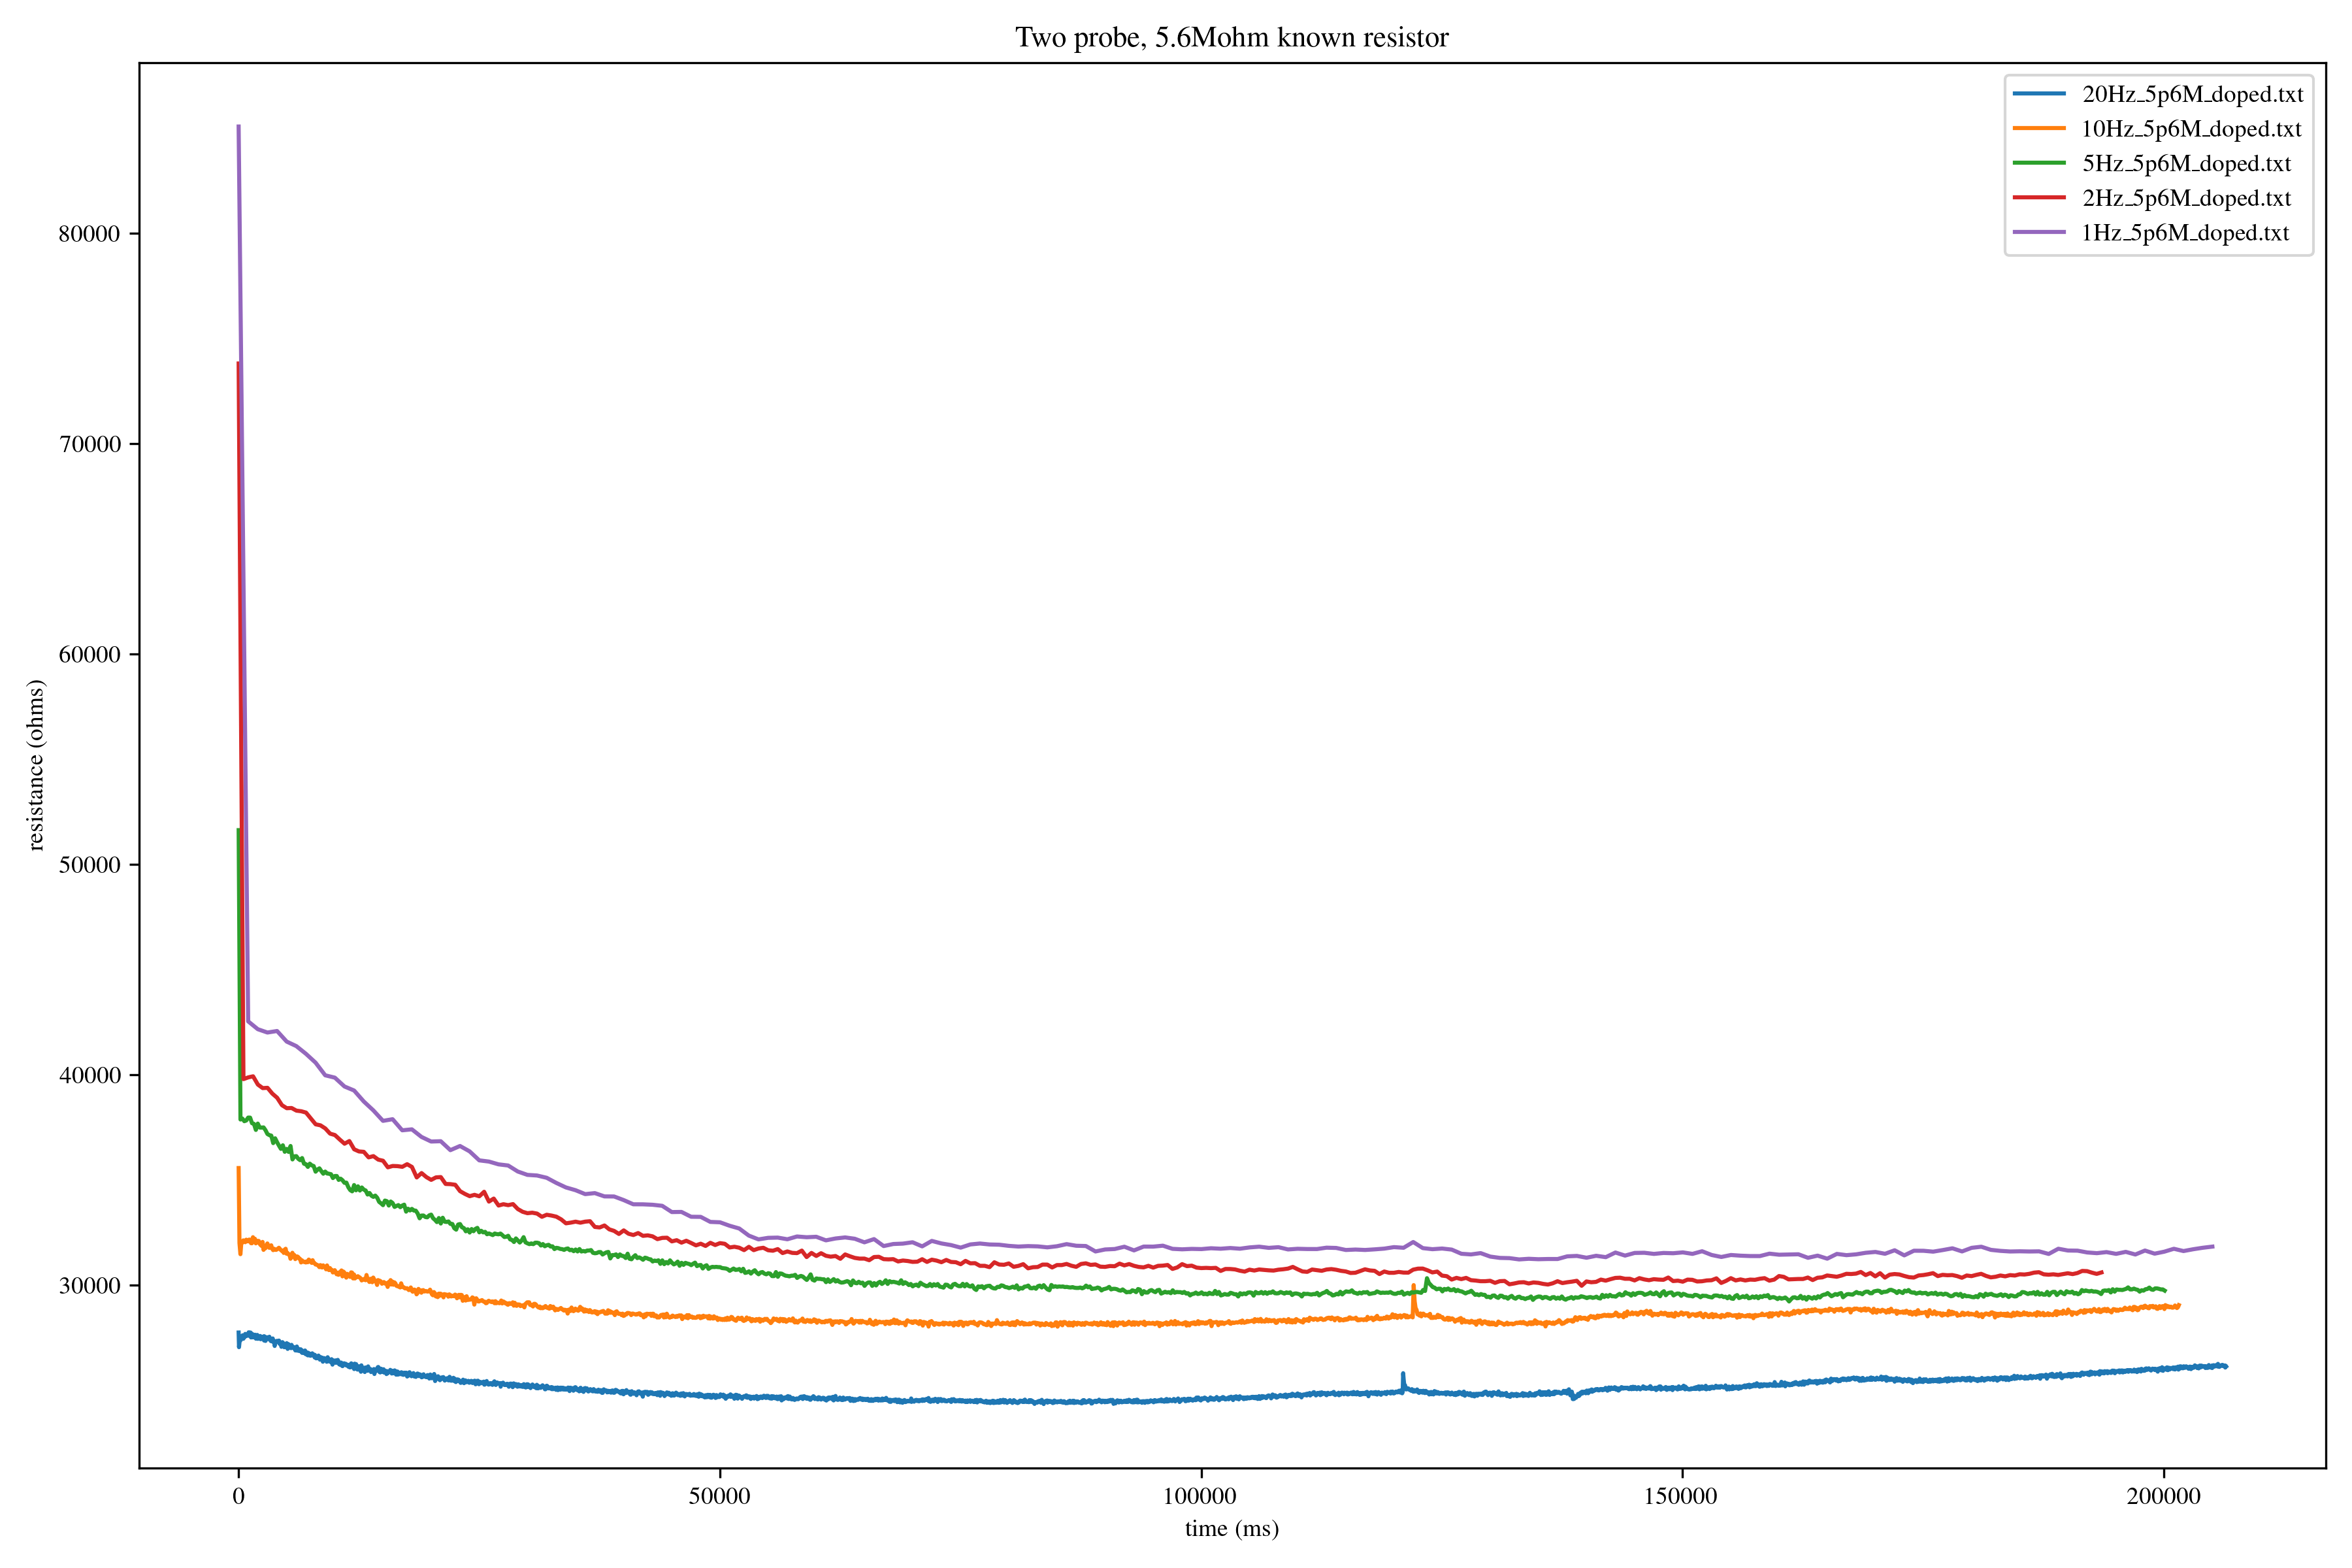 Two probe, 5.6Mohm known resistor
20Hz_5p6M_doped.txt
10Hz_5p6M_doped.txt
5Hz_5p6M_doped.txt
2Hz_5p6M_doped.txt
1Hz_5p6M_doped.txt
80000
70000
60000
50000
40000
30000
resistance (ohms)
0 50000 100000 150000 200000
time (ms)